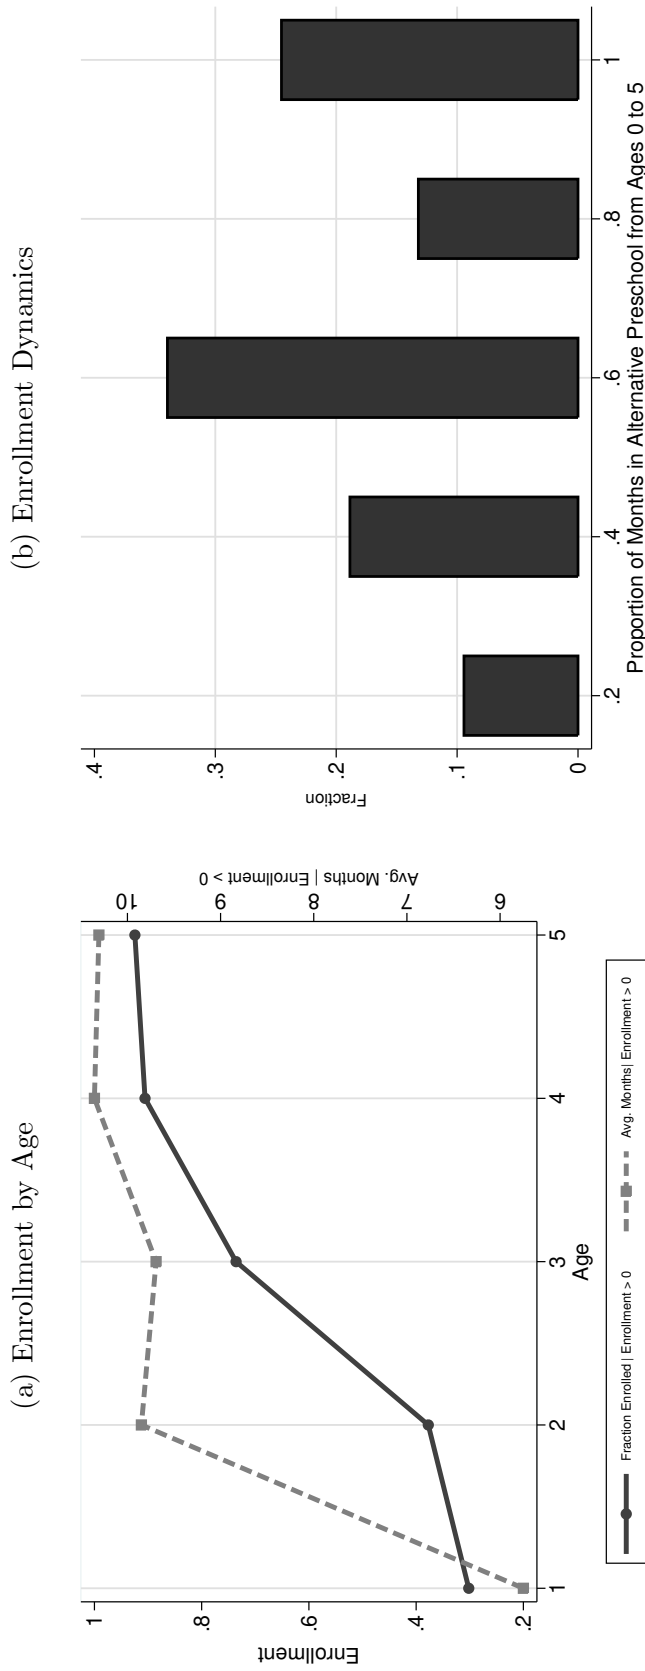 (a) Enrollment by Age
Enrollment
.2
.4
.6
.8
1
Avg. Months | Enrollment > 0
6
7
8
9
10
1
2
3
4
5
Age
Fraction Enrolled | Enrollment > 0
Avg. Months| Enrollment > 0
(b) Enrollment Dynamics
Fraction
0
.1
.2
.3
.4
.2
.4
.6
.8
1
Proportion of Months in Alternative Preschool from Ages 0 to 5